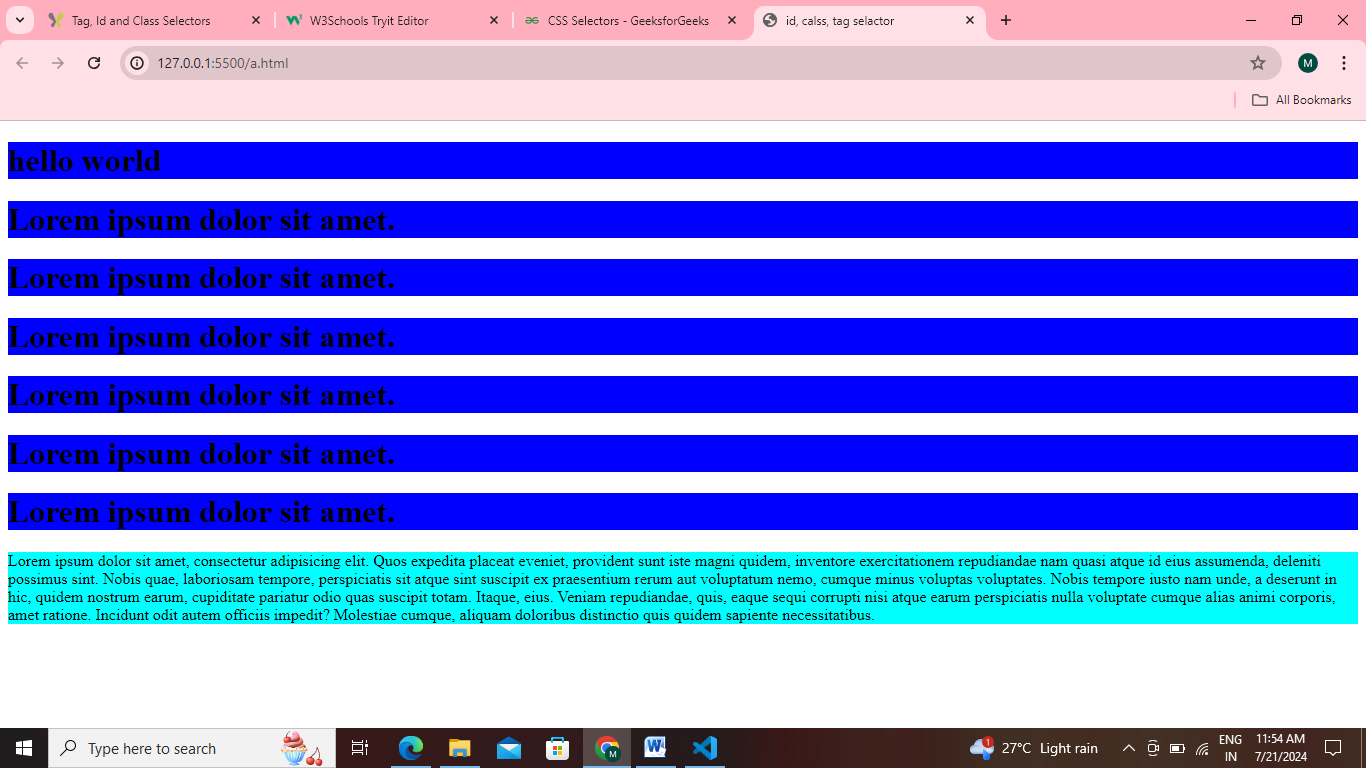 Tag, Id and Class Selectors
W3Schools Tryit Editor
CSS Selectors - GeeksforGeeks
id, calss, tag selactor
127.0.0.1:5500/a.html
M
All Bookmarks
hello world
Lorem ipsum dolor sit amet.
Lorem ipsum dolor sit amet.
Lorem ipsum dolor sit amet.
Lorem ipsum dolor sit amet.
Lorem ipsum dolor sit amet.
Lorem ipsum dolor sit amet.
Lorem ipsum dolor sit amet, consectetur adipisicing elit. Quos expedita placeat eveniet, provident sunt iste magni quidem, inventore exercitationem repudiandae nam quasi atque id eius assumenda, deleniti
possimus sint. Nobis quae, laboriosam tempore, perspiciatis sit atque sint suscipit ex praesentium rerum aut voluptatum nemo, cumque minus voluptas voluptates. Nobis tempore iusto nam unde, a deserunt in
hic, quidem nostrum earum, cupiditate pariatur odio quas suscipit totam. Itaque, eius. Veniam repudiandae, quis, eaque sequi corrupti nisi atque earum perspiciatis nulla voluptate cumque alias animi corporis,
amet ratione. Incidunt odit autem officiis impedit? Molestiae cumque, aliquam doloribus distinctio quis quidem sapiente necessitatibus.
Type here to search
M
W
1
27°C Light rain
ENG
IN
11:54 AM
7/21/2024